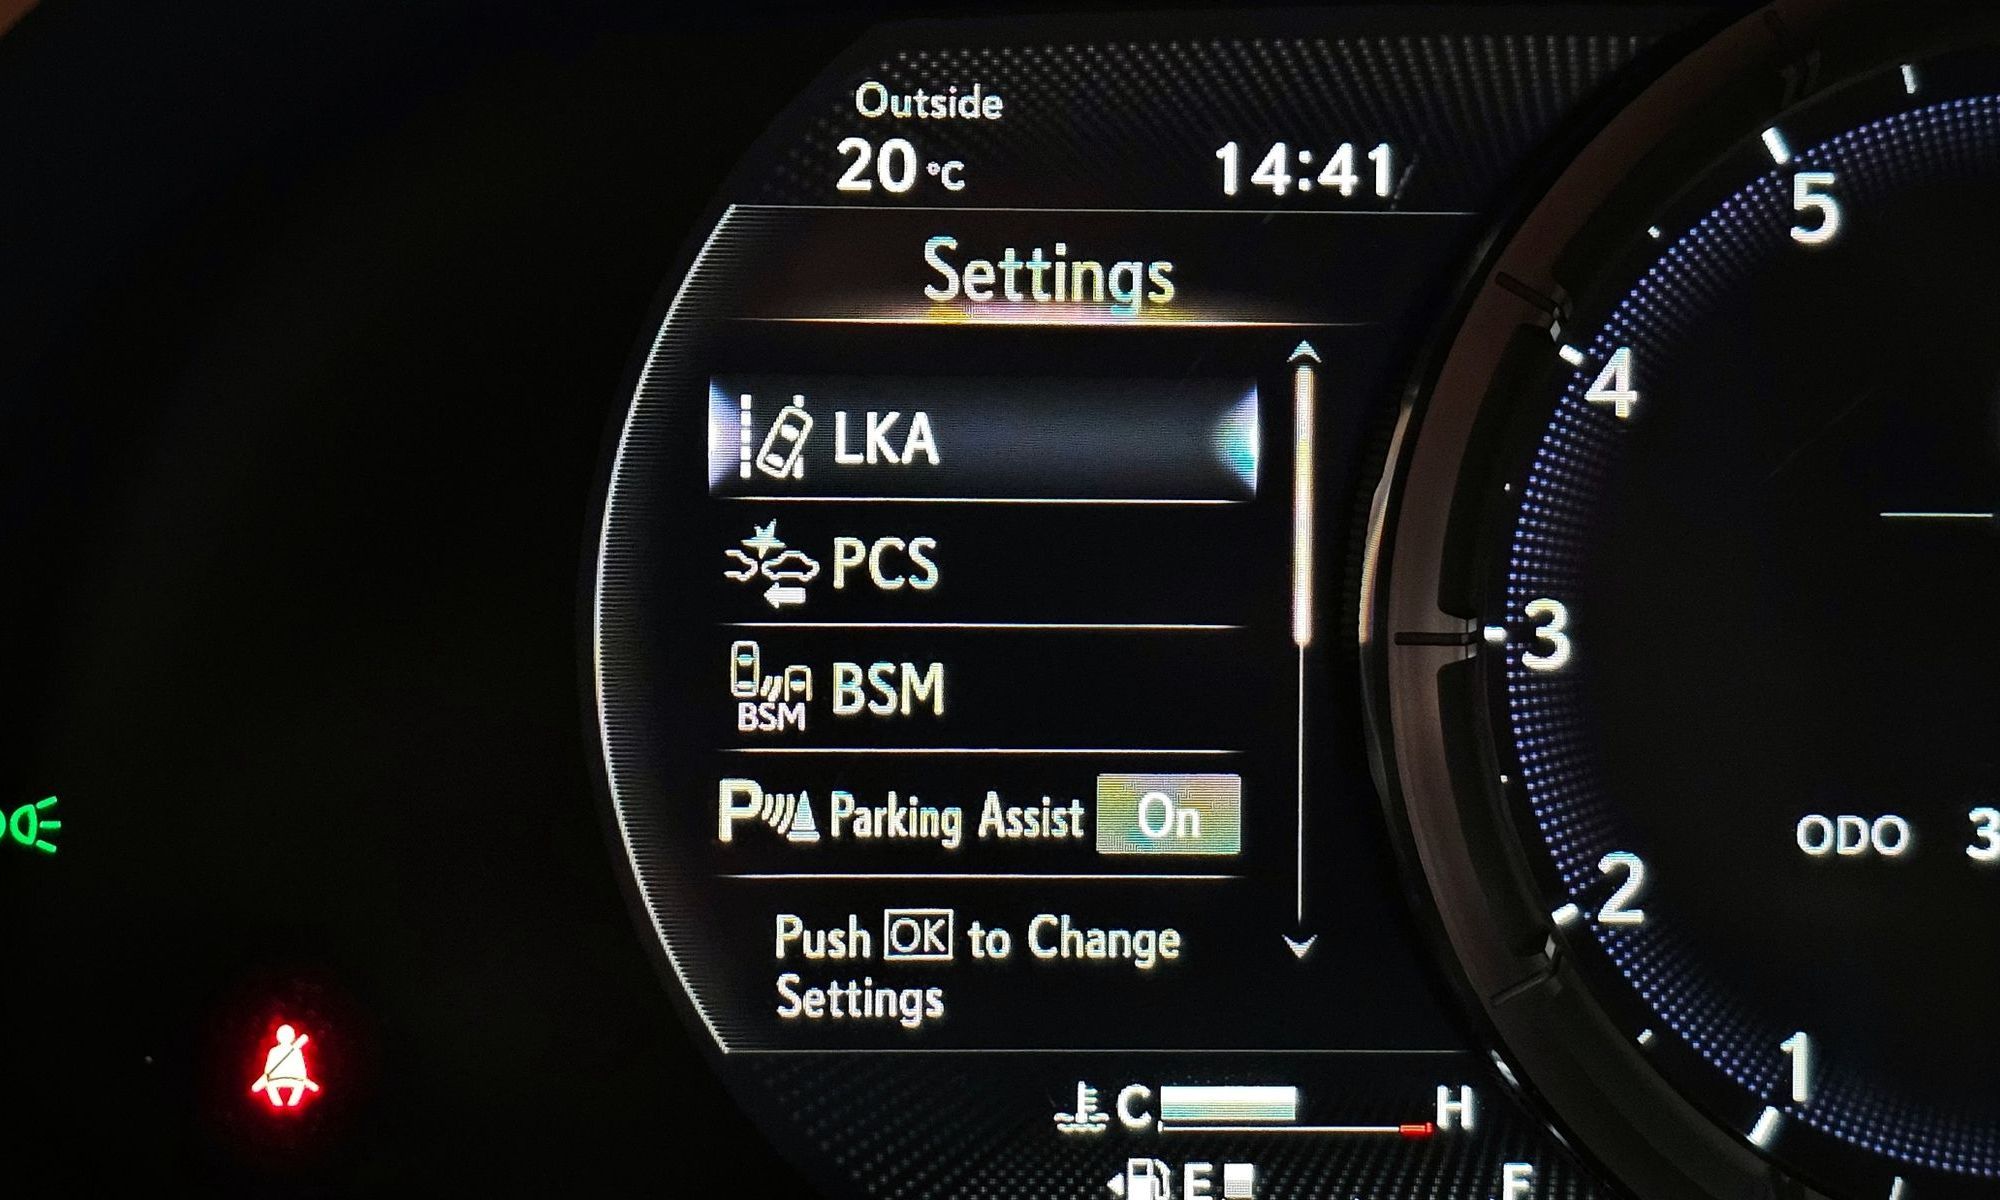 Outside
20 °C
14:41
Settings
LKA
PCS
BSM
BSM
P Parking Assist On
Push OK to Change
Settings
C H
E F
5
4
3
2
1
ODO 3